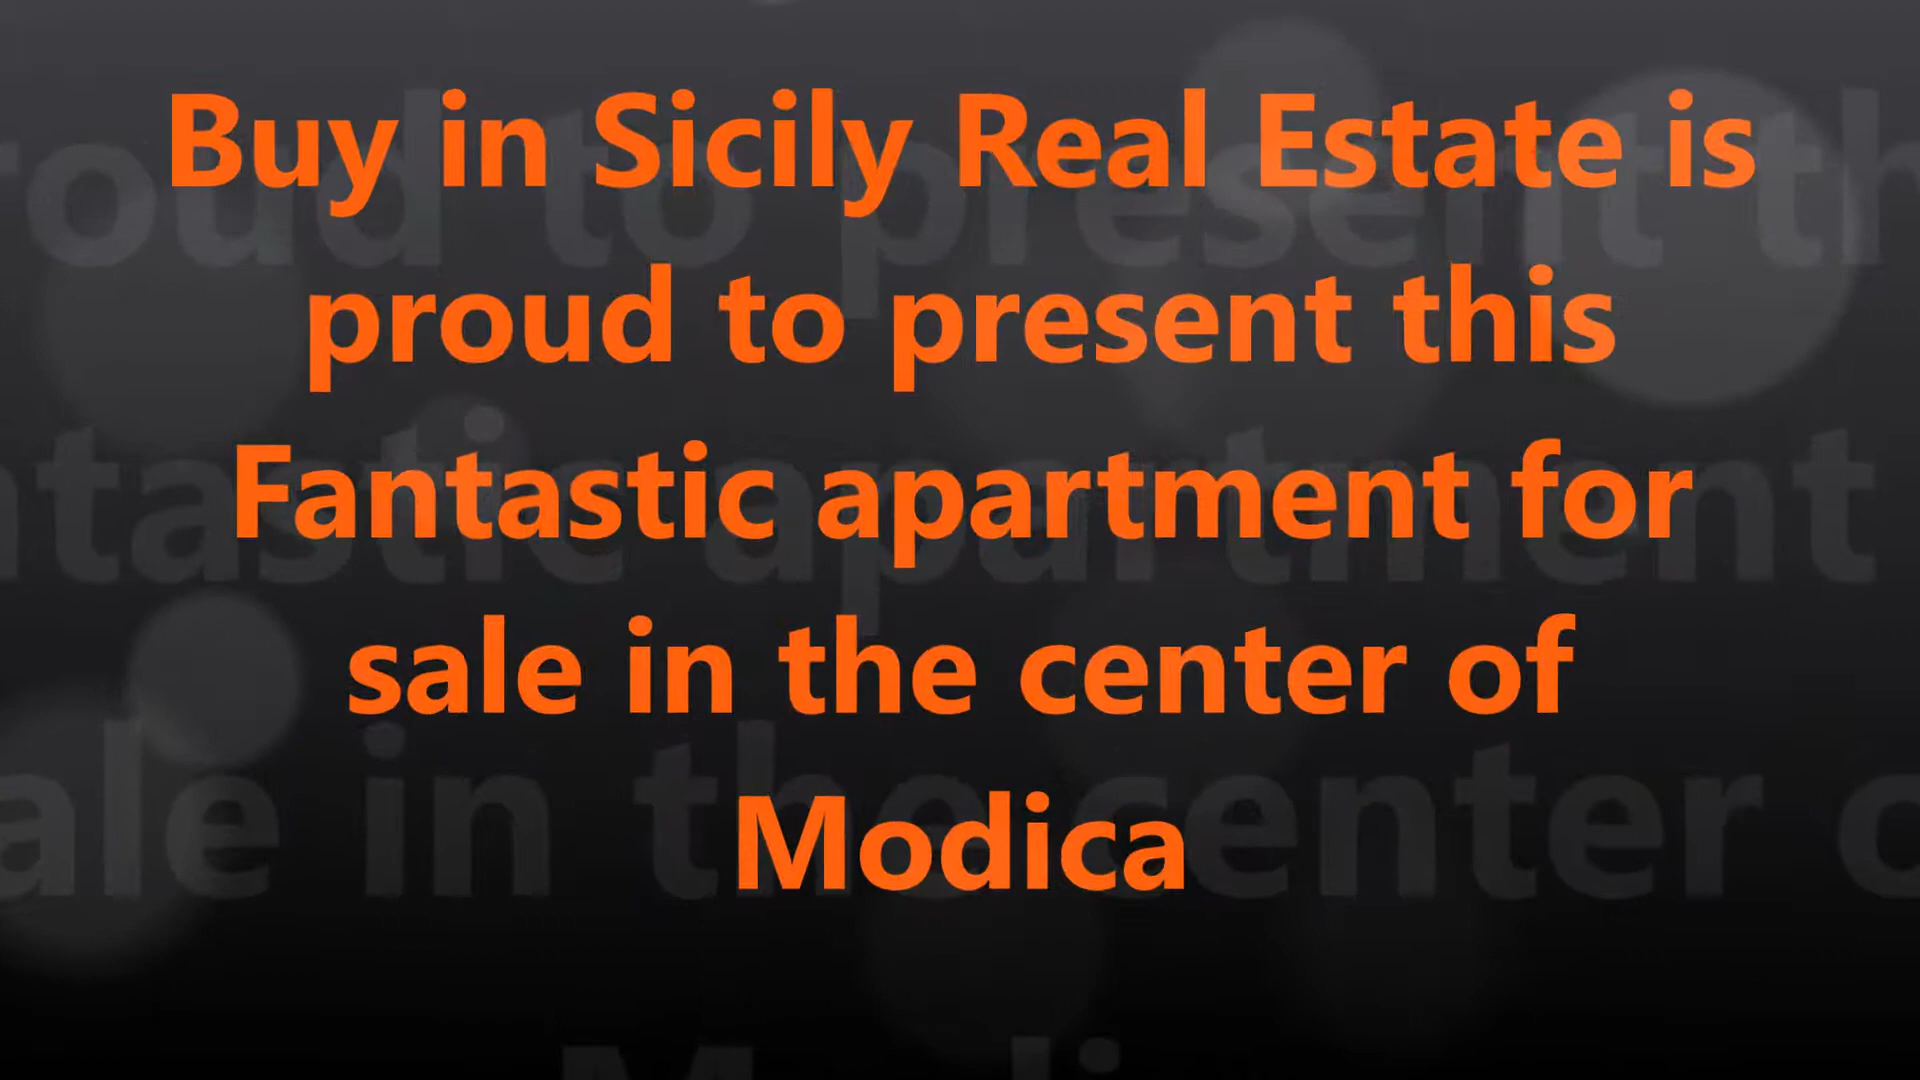 Buy in Sicily Real Estate is
proud to present this
Fantastic apartment for
sale in the center of
Modica